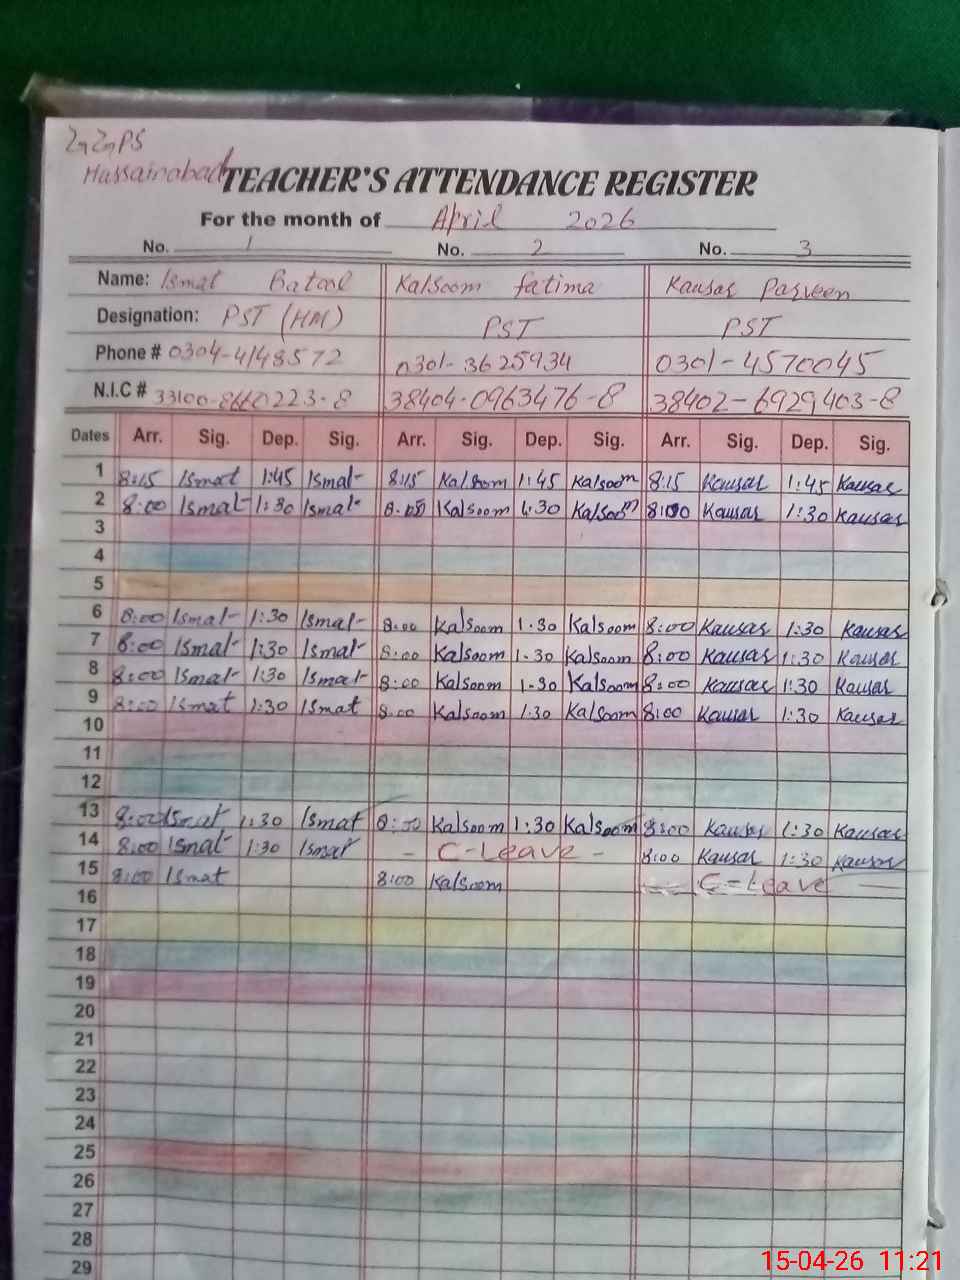 Hussainabad
TEACHER'S ATTENDANCE REGISTER
For the month of April 2026
No. 1 No. 2 No. 3
Name: Ismat Batool Kalsoom fatima Kausar Parveen
Designation: PST (HM) PST PST
Phone # 0304-4148572 0301-3625934 0301-4570045
N.I.C # 38404-0963476-8 38402-6929403-8
Dates Arr. Sig. Dep. Sig. Arr. Sig. Dep. Sig. Arr. Sig. Dep. Sig.
1 8:15 Ismat 1:45 Ismat 8:15 Kalsoom 1:45 Kalsoom 8:15 Kausar 1:45 Kausar
2 8:00 Ismat 1:30 Ismat 8:00 Kalsoom 1:30 Kalsoom 8:00 Kausar 1:30 Kausar
3
4
5
6 8:00 Ismat 1:30 Ismat 8:00 Kalsoom 1:30 Kalsoom 8:00 Kausar 1:30 Kausar
7 8:00 Ismat 1:30 Ismat 8:00 Kalsoom 1:30 Kalsoom 8:00 Kausar 1:30 Kausar
8 8:00 Ismat 1:30 Ismat 8:00 Kalsoom 1:30 Kalsoom 8:00 Kausar 1:30 Kausar
9 8:00 Ismat 1:30 Ismat 8:00 Kalsoom 1:30 Kalsoom 8:00 Kausar 1:30 Kausar
10
11
12
13 8:00 Ismat 1:30 Ismat 8:00 Kalsoom 1:30 Kalsoom 8:00 Kausar 1:30 Kausar
14 8:00 Ismat 1:30 Ismat - C-Leave - 8:00 Kausar 1:30 Kausar
15 8:00 Ismat 8:00 Kalsoom C-Leave
16
17
18
19
20
21
22
23
24
25
26
27
28
29
15-04-26 11:21